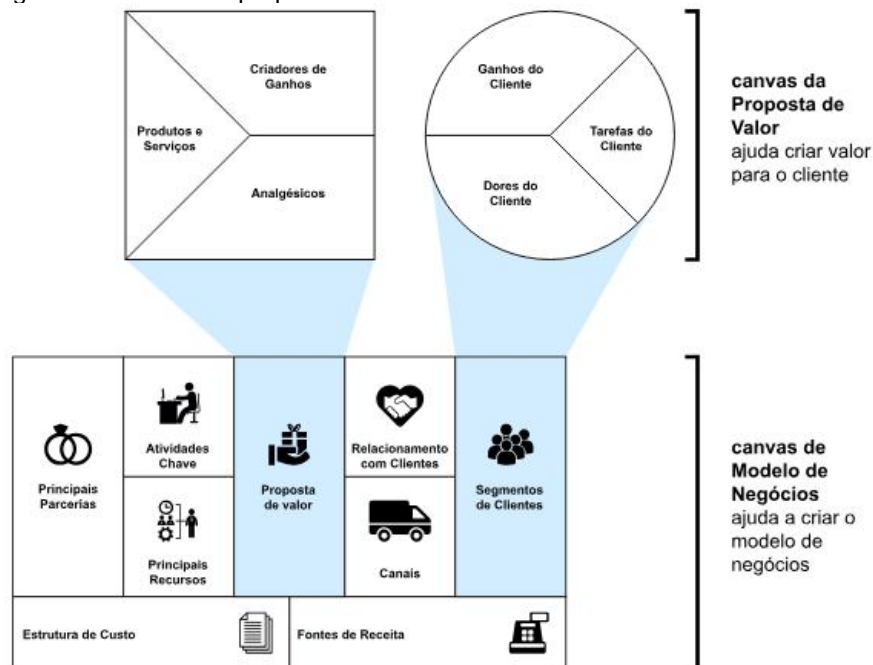 Criadores de
Ganhos
Produtos e
Serviços
Analgésicos
Ganhos do
Cliente
Tarefas do
Cliente
Dores do
Cliente
canvas da
Proposta de
Valor
ajuda criar valor
para o cliente
Principais
Parcerias
Atividades
Chave
Principais
Recursos
Proposta
de valor
Relacionamento
com Clientes
Canais
Segmentos
de Clientes
Estrutura de Custo
Fontes de Receita
canvas de
Modelo de
Negócios
ajuda a criar o
modelo de
negócios